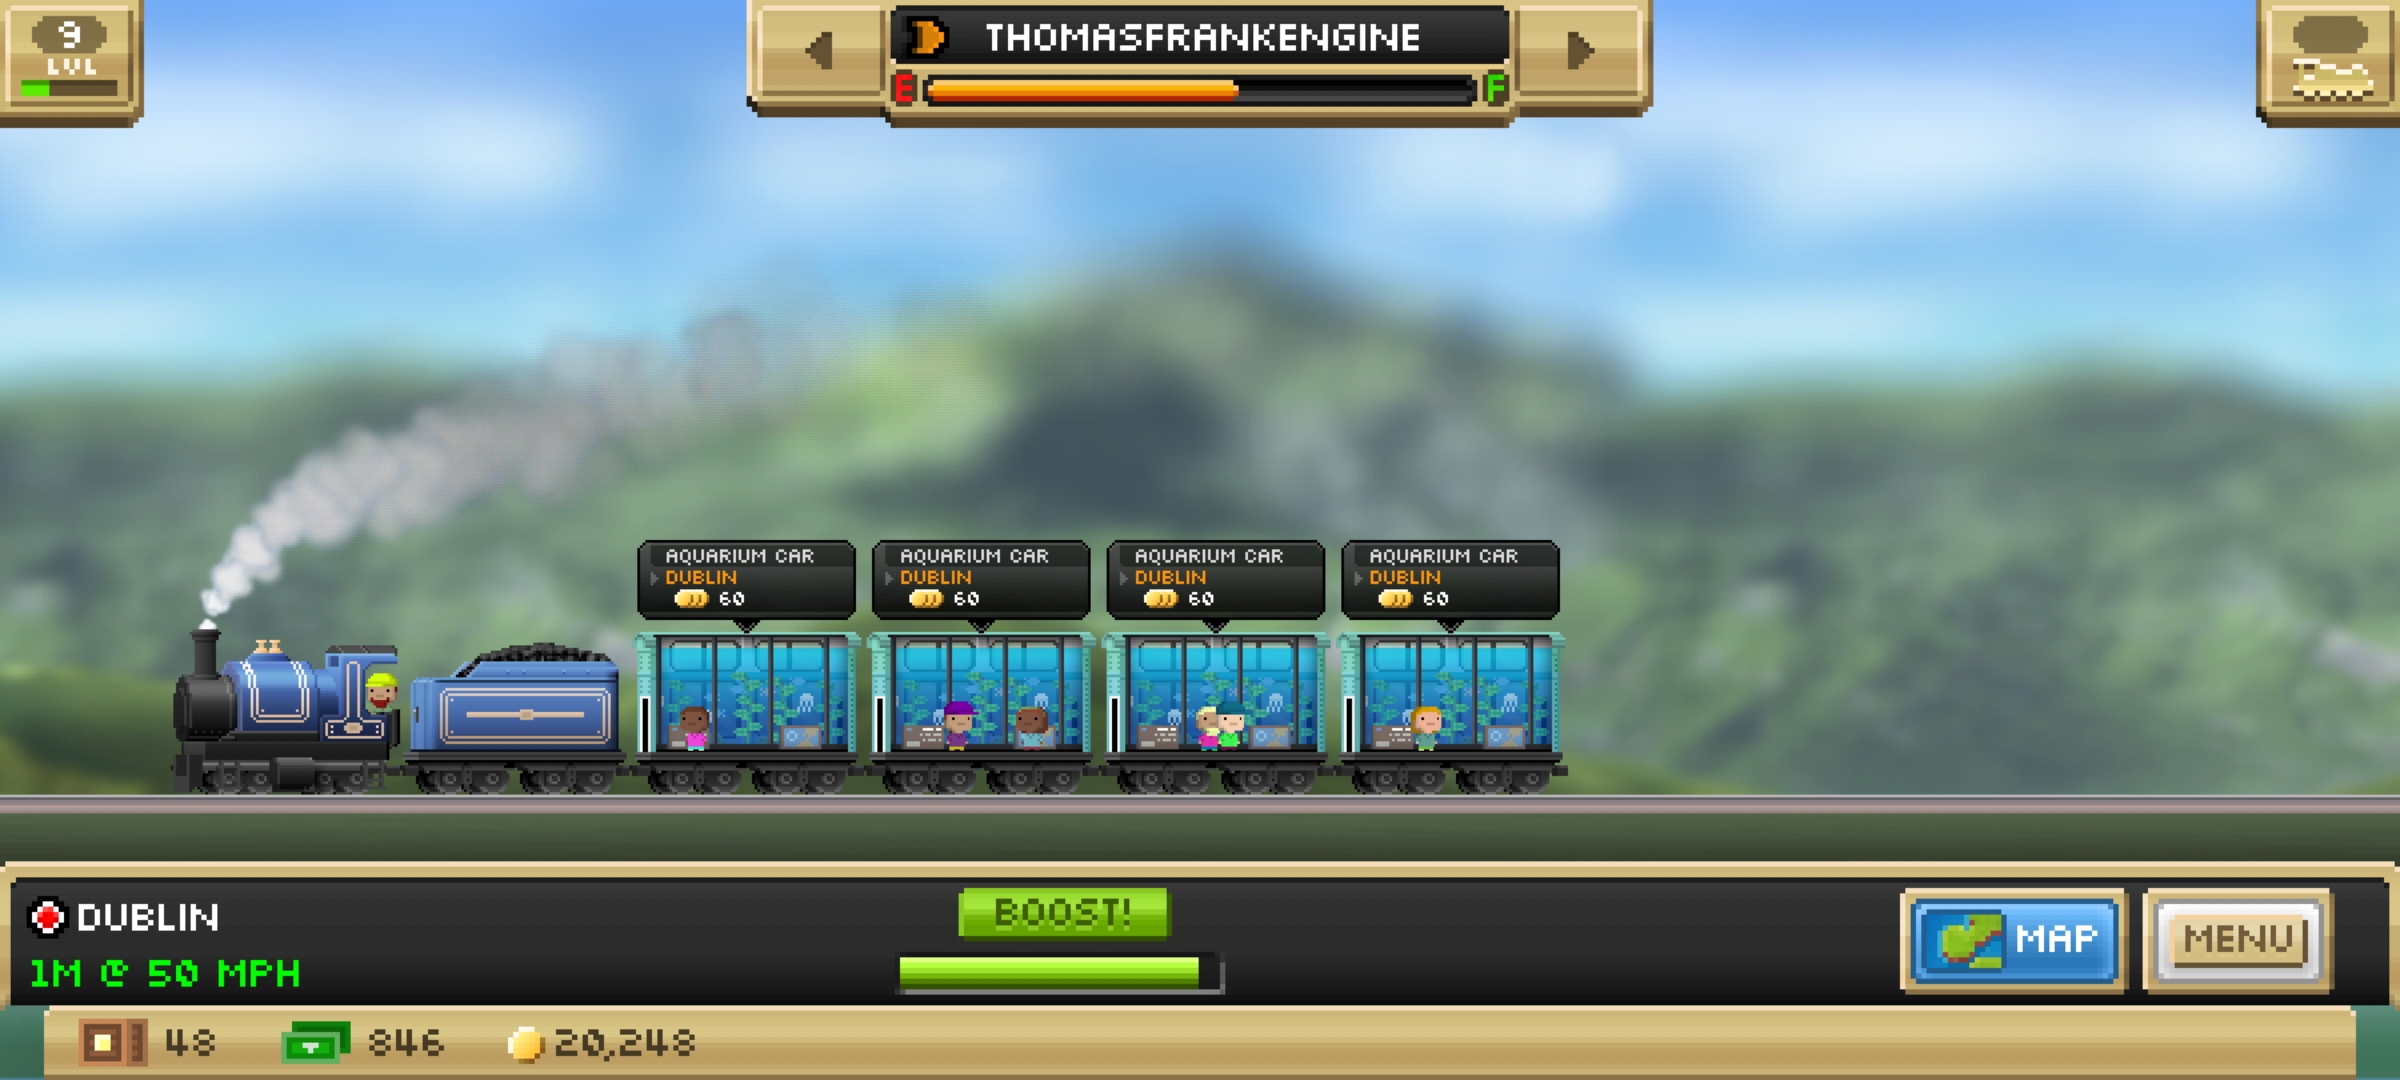 9
LVL
THOMASFRANKENGINE
E F
AQUARIUM CAR
DUBLIN
60
AQUARIUM CAR
DUBLIN
60
AQUARIUM CAR
DUBLIN
60
AQUARIUM CAR
DUBLIN
60
DUBLIN
1M @ 50 MPH
BOOST!
MAP
MENU
48
846
20,248